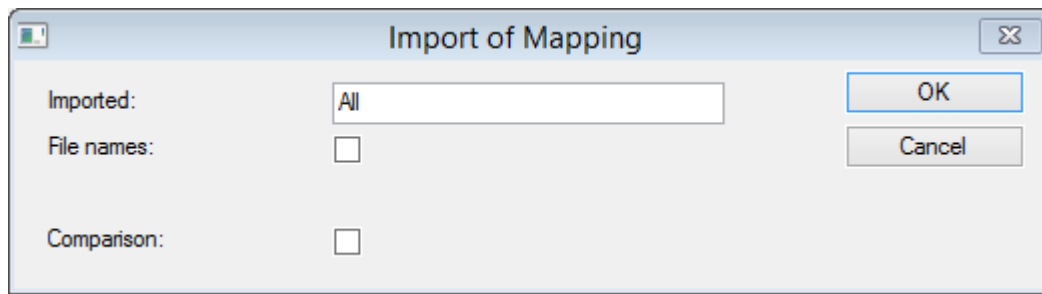 Import of Mapping
Imported: All OK
File names: Cancel
Comparison: